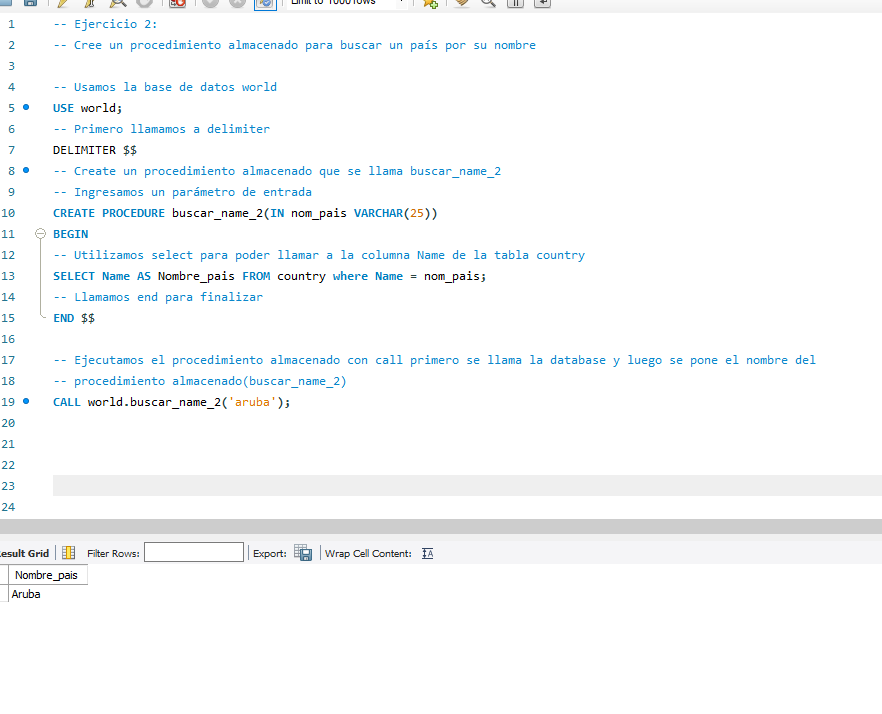 Limit to 1000 rows
1 -- Ejercicio 2:
2 -- Cree un procedimiento almacenado para buscar un país por su nombre
3
4 -- Usamos la base de datos world
5 USE world;
6 -- Primero llamamos a delimiter
7 DELIMITER $$
8 -- Create un procedimiento almacenado que se llama buscar_name_2
9 -- Ingresamos un parámetro de entrada
10 CREATE PROCEDURE buscar_name_2(IN nom_pais VARCHAR(25))
11 BEGIN
12 -- Utilizamos select para poder llamar a la columna Name de la tabla country
13 SELECT Name AS Nombre_pais FROM country where Name = nom_pais;
14 -- Llamamos end para finalizar
15 END $$
16
17 -- Ejecutamos el procedimiento almacenado con call primero se llama la database y luego se pone el nombre del
18 -- procedimiento almacenado(buscar_name_2)
19 CALL world.buscar_name_2('aruba');
20
21
22
23
24
esult Grid Filter Rows: Export: Wrap Cell Content: IA
Nombre_pais
Aruba